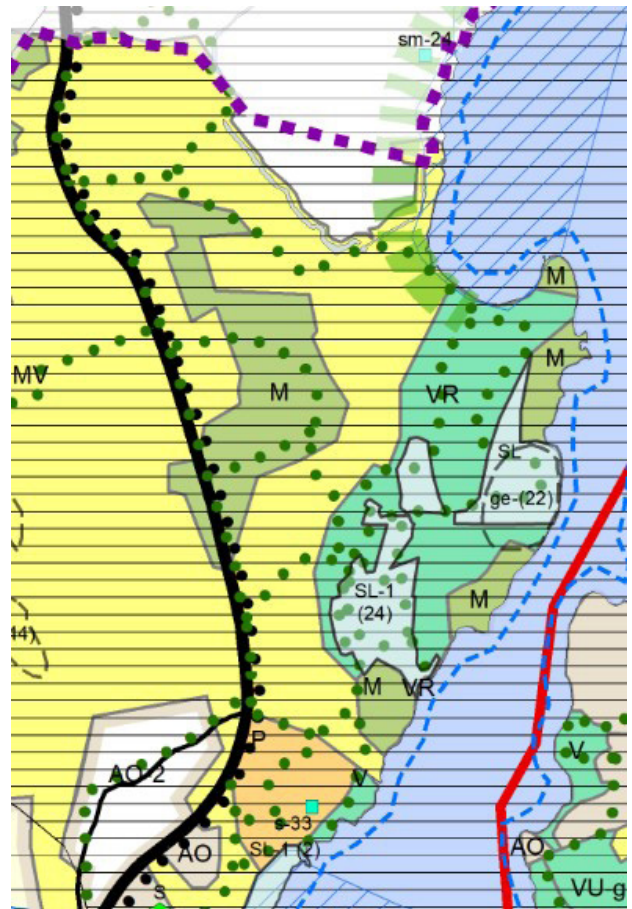 sm-24
M
M
MV
M
VR
SL
ge-(22)
SL-1
(24)
M
44)
M
VR
P
V
V
AO-2
s-33
AO
SL-1 (2)
AO
S
VU-g